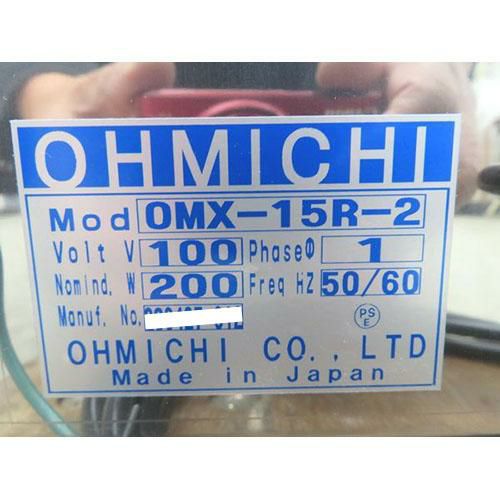 OHMICHI
Mod OMX-15R-2
Volt V 100 PhaseΦ 1
Nomind. W 200 Freq HZ 50/60
Manuf. No.
PS E
OHMICHI CO., LTD
Made in Japan